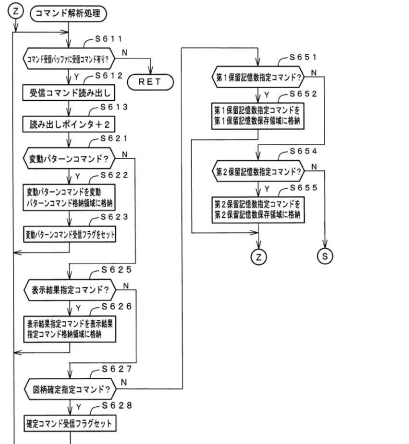 Z
コマンド解析処理
S611
コマンド受信バッファに受信コマンド有り?
N
Y
RET
S612
受信コマンド読み出し
S613
読み出しポインタ+2
S621
変動パターンコマンド?
N
Y
S622
変動パターンコマンドを変動
パターンコマンド格納領域に格納
S623
変動パターンコマンド受信フラグをセット
S625
表示結果指定コマンド?
N
Y
S626
表示結果指定コマンドを表示結果
指定コマンド格納領域に格納
S627
図柄確定指定コマンド?
N
Y
S628
確定コマンド受信フラグセット
S651
第1保留記憶数指定コマンド?
N
Y
S652
第1保留記憶数指定コマンドを
第1保留記憶数保存領域に格納
S654
第2保留記憶数指定コマンド?
N
Y
S655
第2保留記憶数指定コマンドを
第2保留記憶数保存領域に格納
Z
S